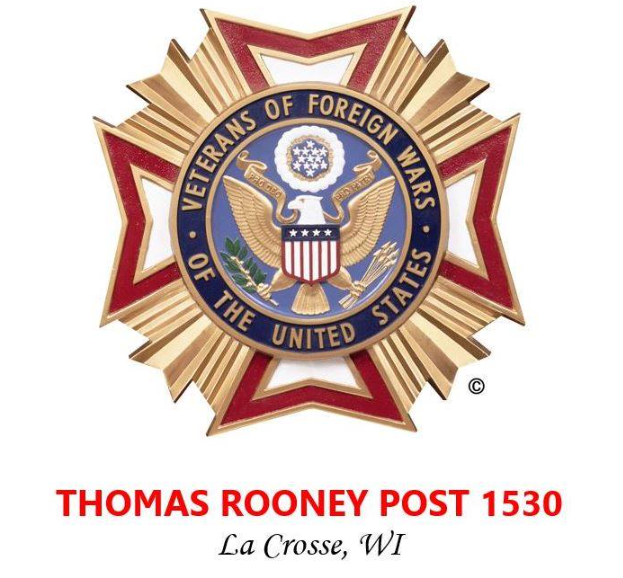 VETERANS OF FOREIGN WARS
OF THE UNITED STATES
©
THOMAS ROONEY POST 1530
La Crosse, WI